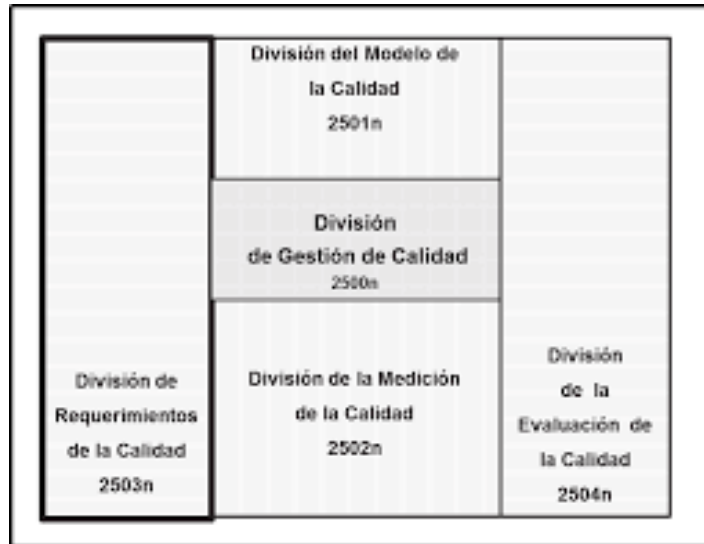 División del Modelo de
la Calidad
2501n
División
de Gestión de Calidad
2500n
División de
Requerimientos
de la Calidad
2503n
División de la Medición
de la Calidad
2502n
División
de la
Evaluación de
la Calidad
2504n